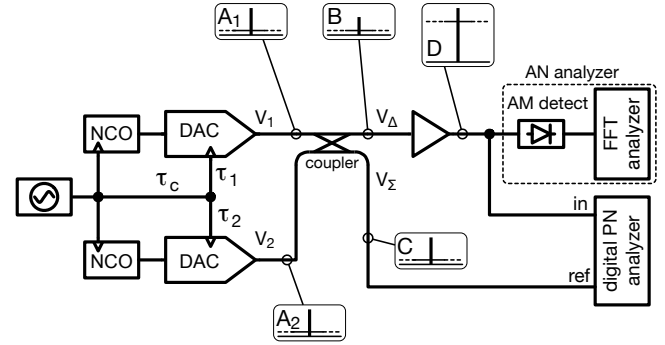 A1
B
D
AN analyzer
AM detect
FFT
analyzer
NCO
DAC
V1
VΔ
coupler
τc
τ1
τ2
VΣ
in
NCO
DAC
V2
C
ref
digital PN
analyzer
A2